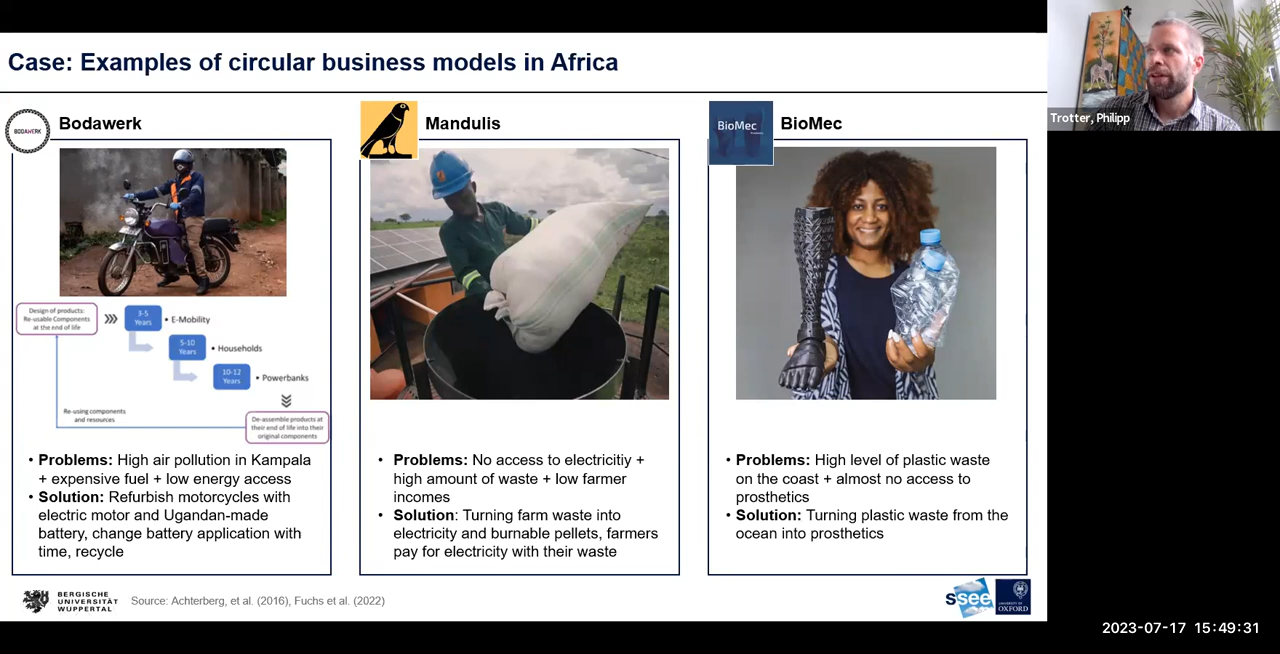 Case: Examples of circular business models in Africa
Trotter, Philipp
BODAWERK
Bodawerk
Design of products:
Re-usable Components
at the end of life
3-5
Years
• E-Mobility
5-10
Years
• Households
10-12
Years
• Powerbanks
Re-using components
and resources
De-assemble products at
their end of life into their
original components
• Problems: High air pollution in Kampala
+ expensive fuel + low energy access
• Solution: Refurbish motorcycles with
electric motor and Ugandan-made
battery, change battery application with
time, recycle
Mandulis
• Problems: No access to electricitiy +
high amount of waste + low farmer
incomes
• Solution: Turning farm waste into
electricity and burnable pellets, farmers
pay for electricity with their waste
BioMec
BioMec
• Problems: High level of plastic waste
on the coast + almost no access to
prosthetics
• Solution: Turning plastic waste from the
ocean into prosthetics
BERGISCHE
UNIVERSITÄT
WUPPERTAL
Source: Achterberg, et al. (2016), Fuchs et al. (2022)
ssee
UNIVERSITY OF
OXFORD
2023-07-17 15:49:31